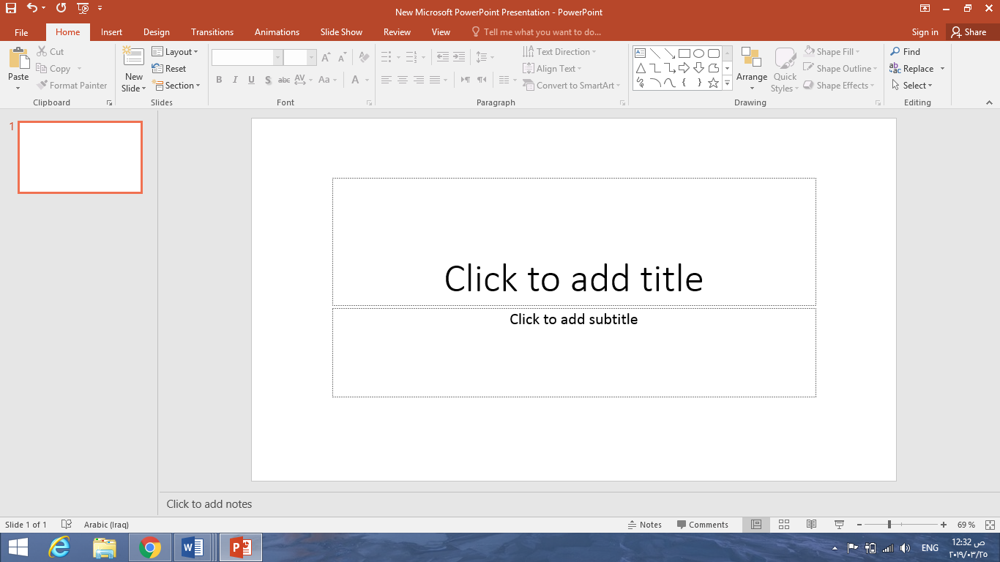 New Microsoft PowerPoint Presentation - PowerPoint
File Home Insert Design Transitions Animations Slide Show Review View Tell me what you want to do... Sign in Share
Paste
Cut
Copy
Format Painter
Clipboard
New
Slide
Layout
Reset
Section
Slides
B I U S abc AV Aa A
Font
Text Direction
Align Text
Convert to SmartArt
Paragraph
Arrange
Quick
Styles
Shape Fill
Shape Outline
Shape Effects
Drawing
Find
Replace
Select
Editing
1
Click to add title
Click to add subtitle
Click to add notes
Slide 1 of 1 Arabic (Iraq) Notes Comments 69 %
ENG
12:32 ص
٢٠١٩/٠٣/٢٥